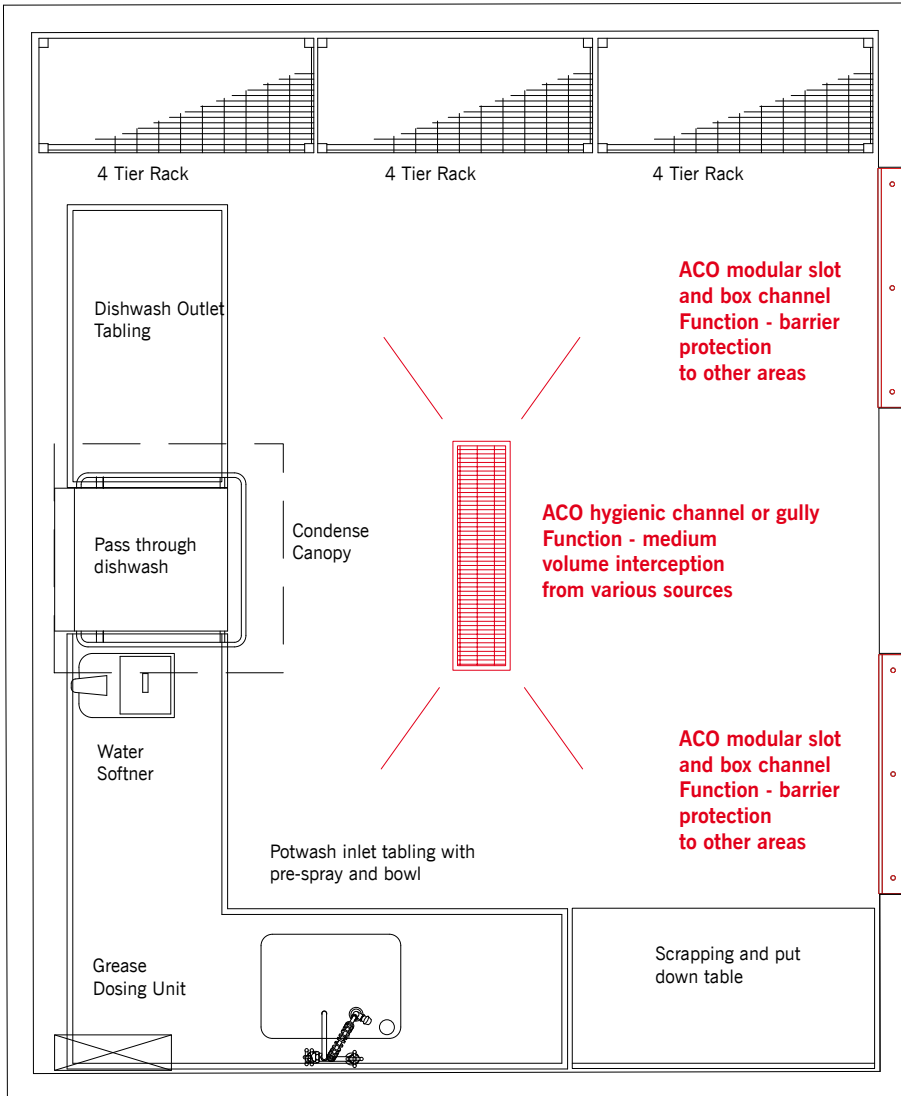 4 Tier Rack
4 Tier Rack
4 Tier Rack
Dishwash Outlet
Tabling
ACO modular slot
and box channel
Function - barrier
protection
to other areas
Pass through
dishwash
Condense
Canopy
ACO hygienic channel or gully
Function - medium
volume interception
from various sources
Water
Softner
ACO modular slot
and box channel
Function - barrier
protection
to other areas
Potwash inlet tabling with
pre-spray and bowl
Grease
Dosing Unit
Scrapping and put
down table